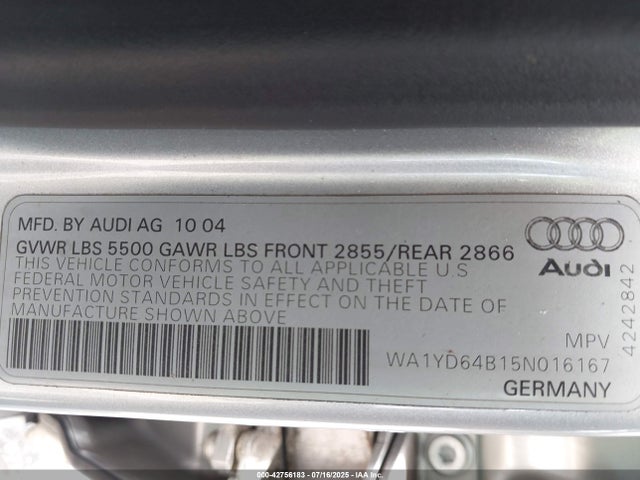 MFD. BY AUDI AG 10 04
GVWR LBS 5500 GAWR LBS FRONT 2855/REAR 2866
THIS VEHICLE CONFORMS TO ALL APPLICABLE U.S
FEDERAL MOTOR VEHICLE SAFETY AND THEFT
PREVENTION STANDARDS IN EFFECT ON THE DATE OF
MANUFACTURE SHOWN ABOVE
Audi
4242842
MPV
WA1YD64B15N016167
GERMANY
000-42756183 - 07/16/2025 - IAAI.COM